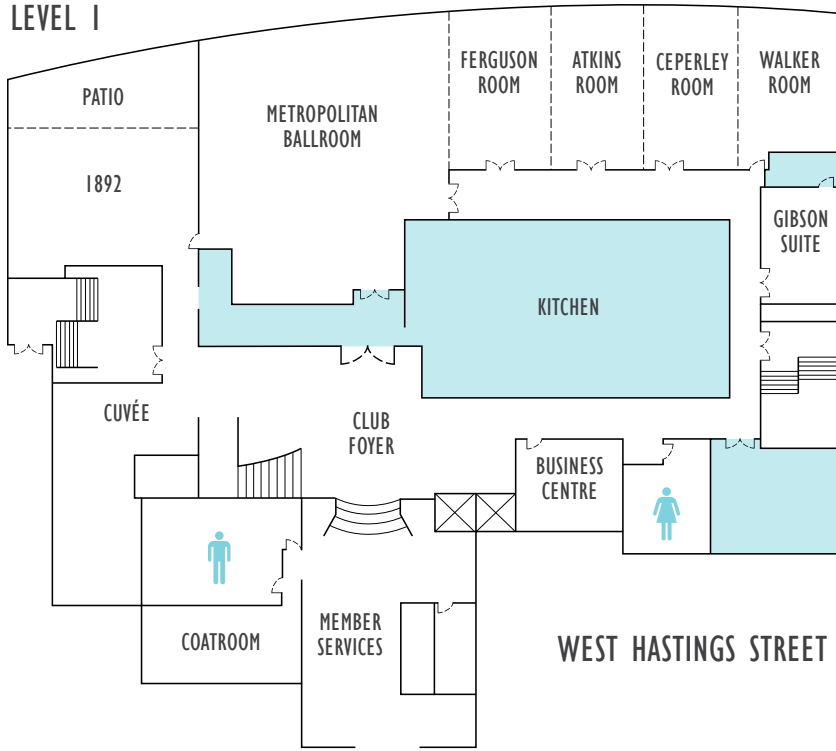 LEVEL 1
PATIO
1892
METROPOLITAN
BALLROOM
FERGUSON
ROOM
ATKINS
ROOM
CEPERLEY
ROOM
WALKER
ROOM
GIBSON
SUITE
KITCHEN
CUVÉE
CLUB
FOYER
BUSINESS
CENTRE
COATROOM
MEMBER
SERVICES
WEST HASTINGS STREET